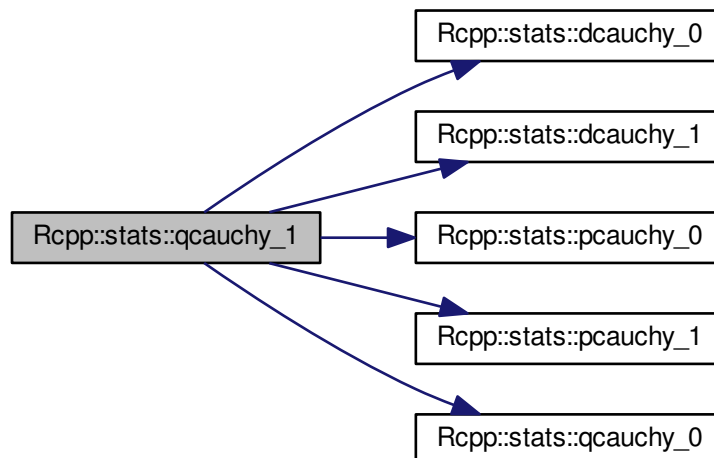 Rcpp::stats::dcauchy_0
Rcpp::stats::dcauchy_1
Rcpp::stats::qcauchy_1
Rcpp::stats::pcauchy_0
Rcpp::stats::pcauchy_1
Rcpp::stats::qcauchy_0